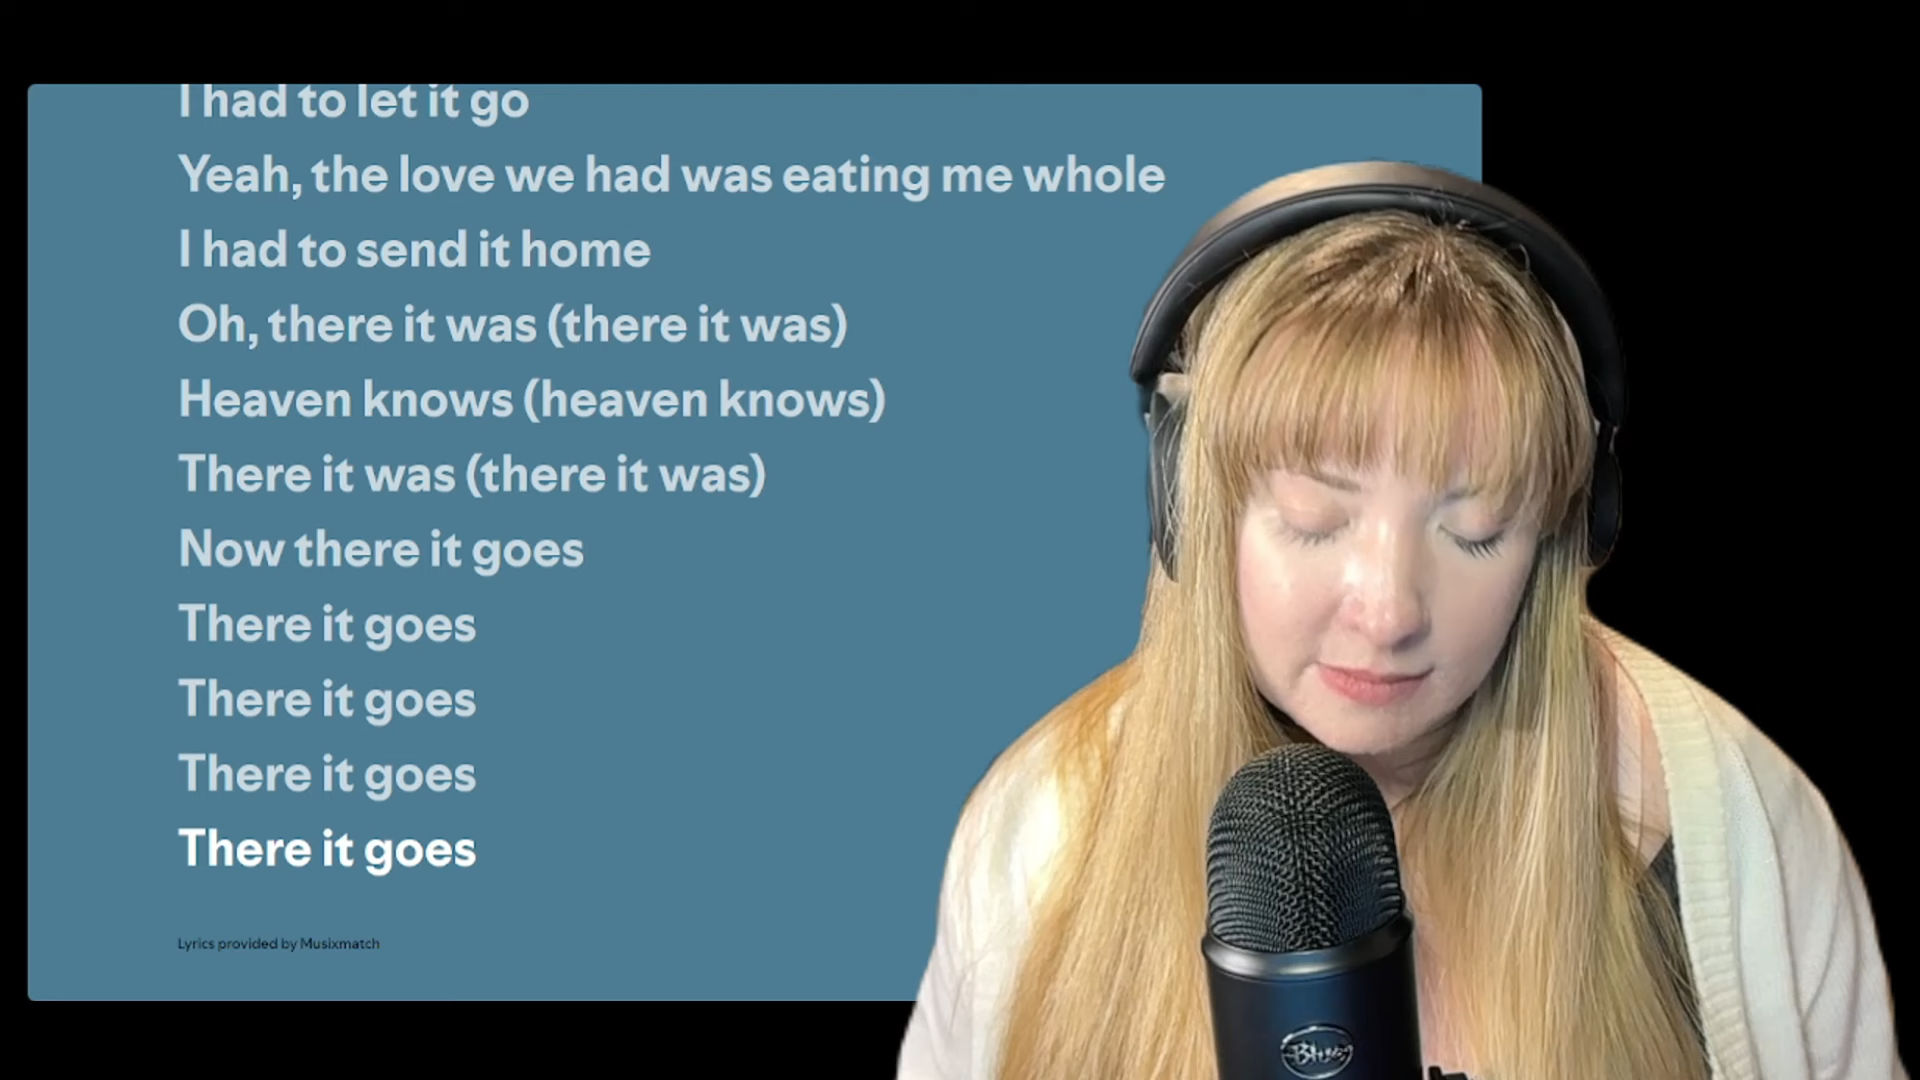 I had to let it go
Yeah, the love we had was eating me whole
I had to send it home
Oh, there it was (there it was)
Heaven knows (heaven knows)
There it was (there it was)
Now there it goes
There it goes
There it goes
There it goes
There it goes
Lyrics provided by Musixmatch
Blue